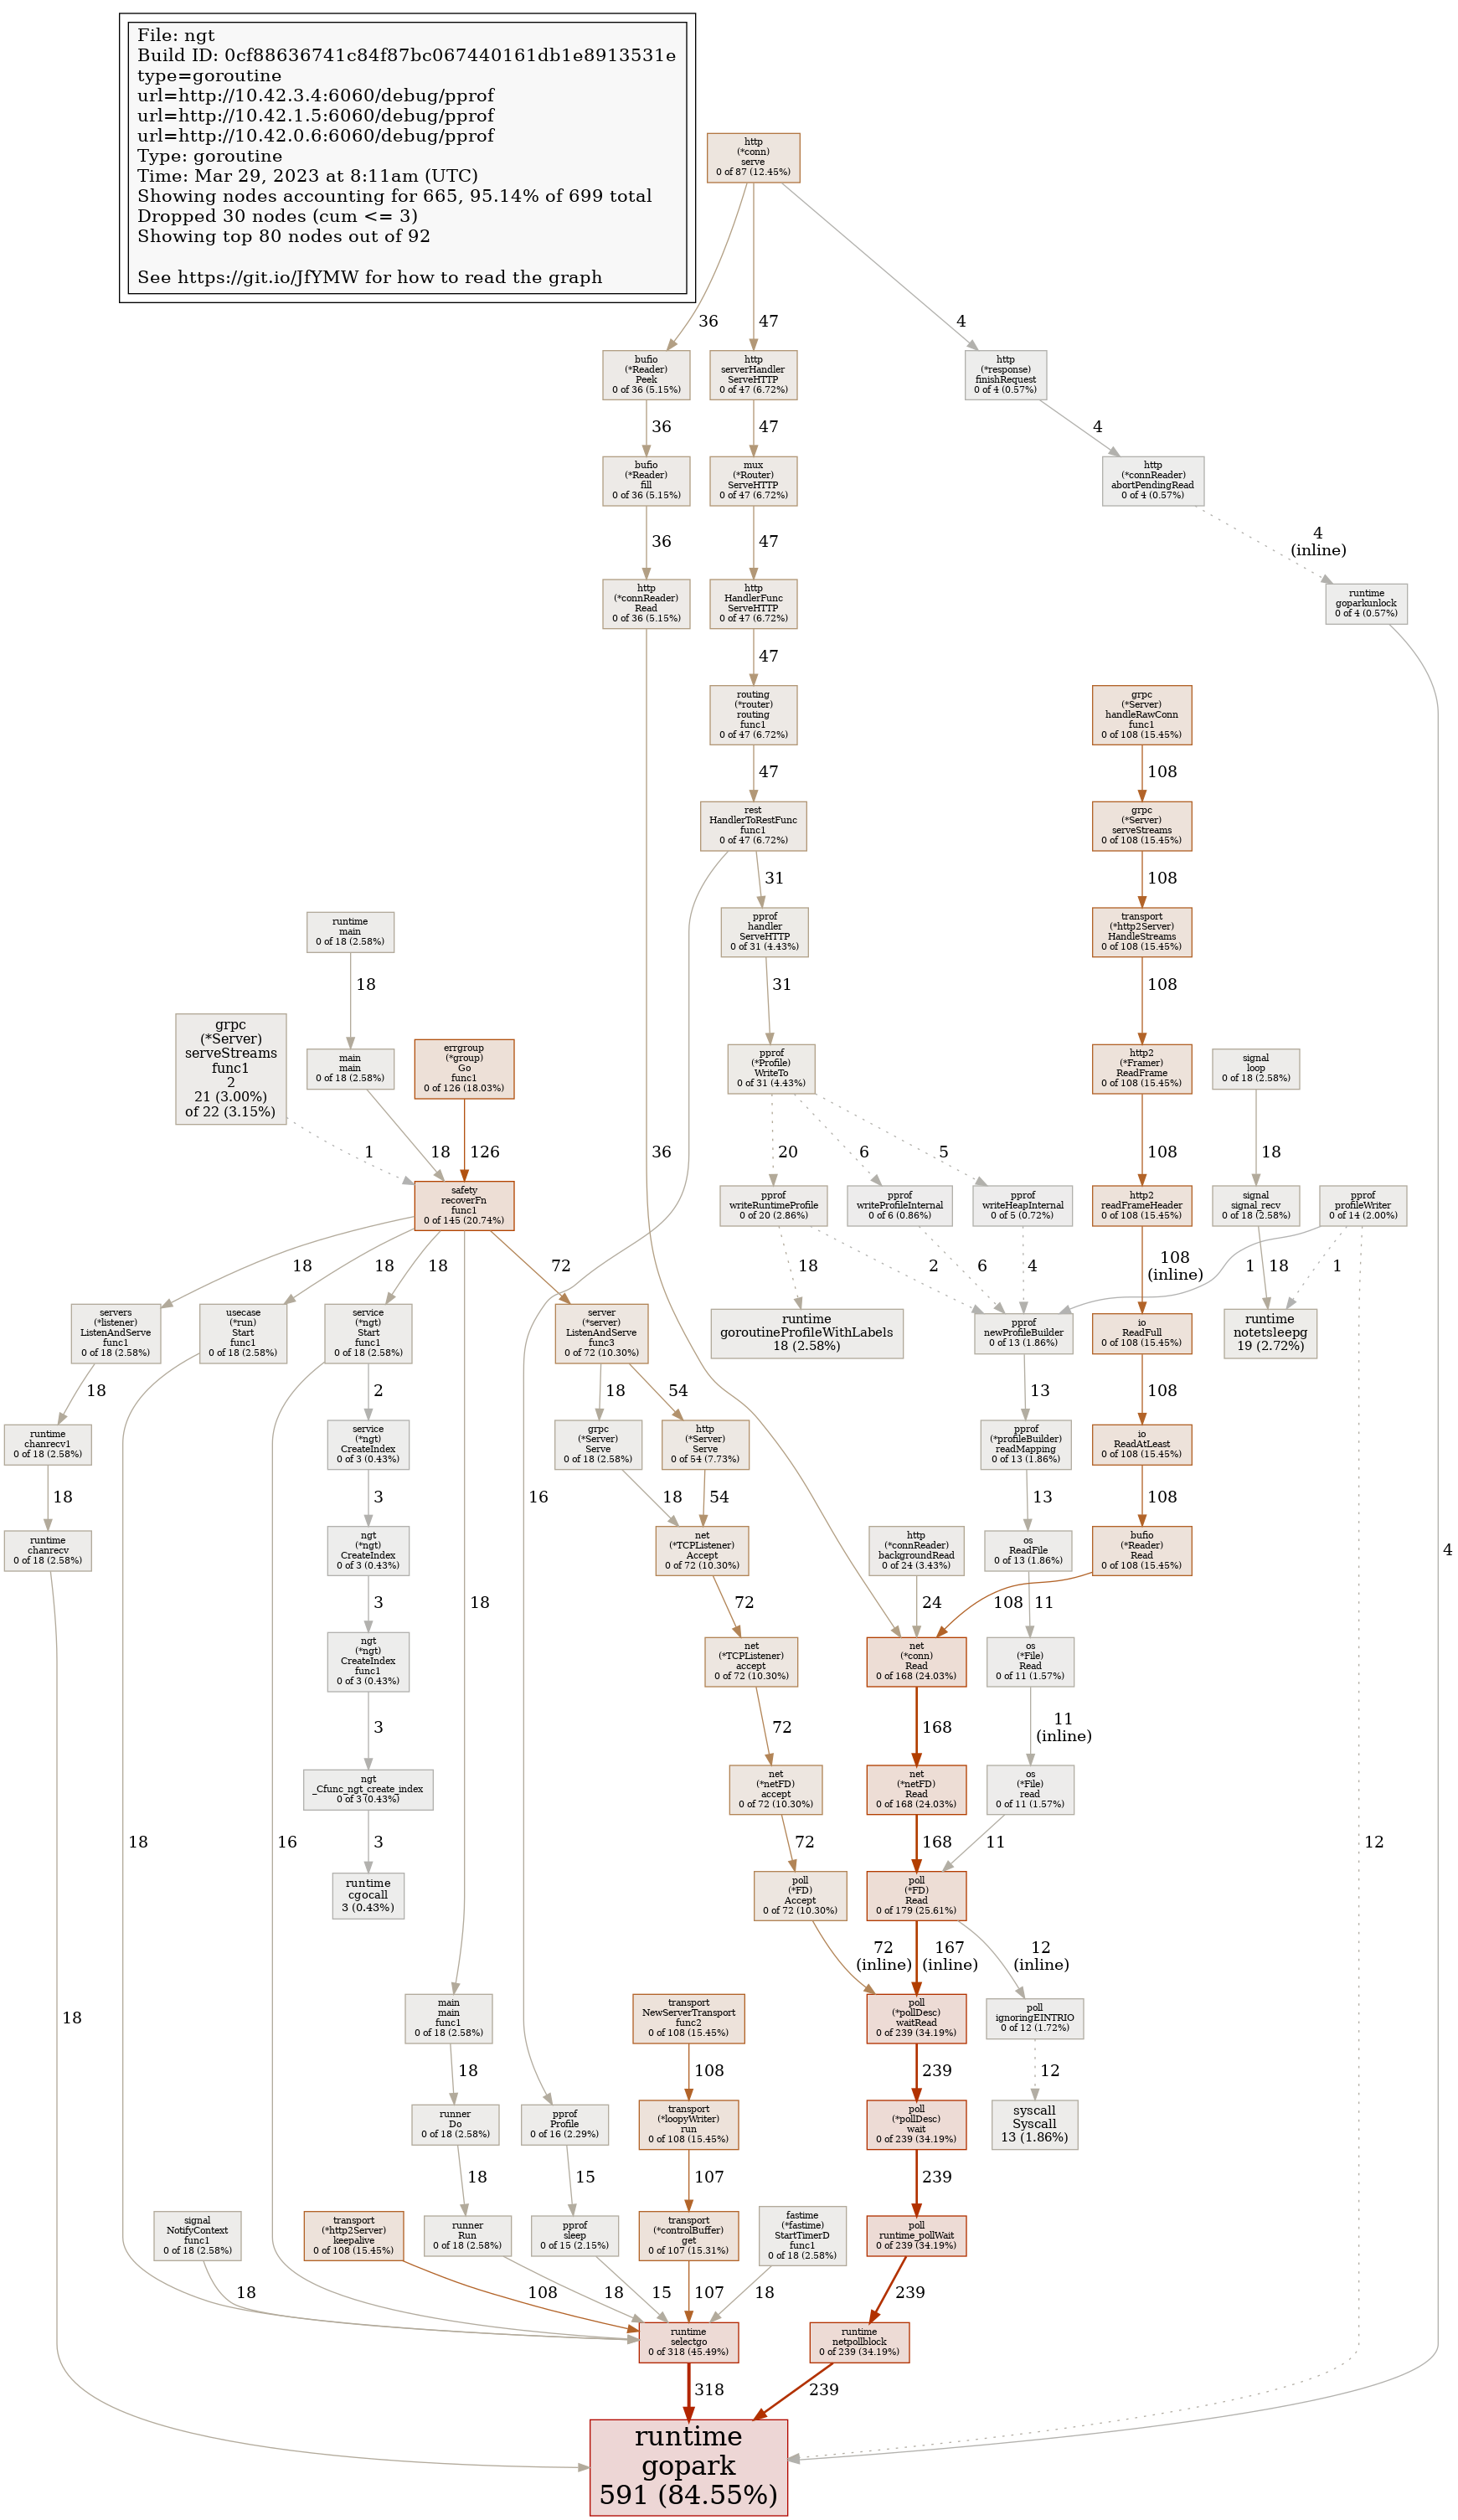 File: ngt
Build ID: 0cf88636741c84f87bc067440161db1e8913531e
type=goroutine
url=http://10.42.3.4:6060/debug/pprof
url=http://10.42.1.5:6060/debug/pprof
url=http://10.42.0.6:6060/debug/pprof
Type: goroutine
Time: Mar 29, 2023 at 8:11am (UTC)
Showing nodes accounting for 665, 95.14% of 699 total
Dropped 30 nodes (cum <= 3)
Showing top 80 nodes out of 92
See https://git.io/JfYMW for how to read the graph
http
(*conn)
serve
0 of 87 (12.45%)
36
47
4
bufio
(*Reader)
Peek
0 of 36 (5.15%)
http
serverHandler
ServeHTTP
0 of 47 (6.72%)
http
(*response)
finishRequest
0 of 4 (0.57%)
36
47
4
bufio
(*Reader)
fill
0 of 36 (5.15%)
mux
(*Router)
ServeHTTP
0 of 47 (6.72%)
http
(*connReader)
abortPendingRead
0 of 4 (0.57%)
36
47
4
(inline)
http
(*connReader)
Read
0 of 36 (5.15%)
http
HandlerFunc
ServeHTTP
0 of 47 (6.72%)
runtime
goparkunlock
0 of 4 (0.57%)
47
routing
(*router)
routing
func1
0 of 47 (6.72%)
grpc
(*Server)
handleRawConn
func1
0 of 108 (15.45%)
47
108
rest
HandlerToRestFunc
func1
0 of 47 (6.72%)
grpc
(*Server)
serveStreams
0 of 108 (15.45%)
31
108
runtime
main
0 of 18 (2.58%)
pprof
handler
ServeHTTP
0 of 31 (4.43%)
transport
(*http2Server)
HandleStreams
0 of 108 (15.45%)
18
31
108
grpc
(*Server)
serveStreams
func1
2
21 (3.00%)
of 22 (3.15%)
main
main
0 of 18 (2.58%)
errgroup
(*group)
Go
func1
0 of 126 (18.03%)
pprof
(*Profile)
WriteTo
0 of 31 (4.43%)
http2
(*Framer)
ReadFrame
0 of 108 (15.45%)
signal
loop
0 of 18 (2.58%)
1
18
126
36
20
6
5
108
18
safety
recoverFn
func1
0 of 145 (20.74%)
pprof
writeRuntimeProfile
0 of 20 (2.86%)
pprof
writeProfileInternal
0 of 6 (0.86%)
pprof
writeHeapInternal
0 of 5 (0.72%)
http2
readFrameHeader
0 of 108 (15.45%)
signal
signal_recv
0 of 18 (2.58%)
pprof
profileWriter
0 of 14 (2.00%)
18
18
18
72
18
2
6
4
108
(inline)
1
18
1
servers
(*listener)
ListenAndServe
func1
0 of 18 (2.58%)
usecase
(*run)
Start
func1
0 of 18 (2.58%)
service
(*ngt)
Start
func1
0 of 18 (2.58%)
server
(*server)
ListenAndServe
func3
0 of 72 (10.30%)
runtime
goroutineProfileWithLabels
18 (2.58%)
pprof
newProfileBuilder
0 of 13 (1.86%)
io
ReadFull
0 of 108 (15.45%)
runtime
notetsleepg
19 (2.72%)
18
2
18
54
13
108
runtime
chanrecv1
0 of 18 (2.58%)
service
(*ngt)
CreateIndex
0 of 3 (0.43%)
grpc
(*Server)
Serve
0 of 18 (2.58%)
http
(*Server)
Serve
0 of 54 (7.73%)
pprof
(*profileBuilder)
readMapping
0 of 13 (1.86%)
io
ReadAtLeast
0 of 108 (15.45%)
18
3
16
18
54
13
108
runtime
chanrecv
0 of 18 (2.58%)
ngt
(*ngt)
CreateIndex
0 of 3 (0.43%)
net
(*TCPListener)
Accept
0 of 72 (10.30%)
http
(*connReader)
backgroundRead
0 of 24 (3.43%)
os
ReadFile
0 of 13 (1.86%)
bufio
(*Reader)
Read
0 of 108 (15.45%)
4
3
18
72
24
108
11
ngt
(*ngt)
CreateIndex
func1
0 of 3 (0.43%)
net
(*TCPListener)
accept
0 of 72 (10.30%)
net
(*conn)
Read
0 of 168 (24.03%)
os
(*File)
Read
0 of 11 (1.57%)
3
72
168
11
(inline)
ngt
_Cfunc_ngt_create_index
0 of 3 (0.43%)
net
(*netFD)
accept
0 of 72 (10.30%)
net
(*netFD)
Read
0 of 168 (24.03%)
os
(*File)
read
0 of 11 (1.57%)
18
16
3
72
168
11
12
runtime
cgocall
3 (0.43%)
poll
(*FD)
Accept
0 of 72 (10.30%)
poll
(*FD)
Read
0 of 179 (25.61%)
72
(inline)
167
(inline)
12
(inline)
18
main
main
func1
0 of 18 (2.58%)
transport
NewServerTransport
func2
0 of 108 (15.45%)
poll
(*pollDesc)
waitRead
0 of 239 (34.19%)
poll
ignoringEINTRIO
0 of 12 (1.72%)
18
108
239
12
runner
Do
0 of 18 (2.58%)
pprof
Profile
0 of 16 (2.29%)
transport
(*loopyWriter)
run
0 of 108 (15.45%)
poll
(*pollDesc)
wait
0 of 239 (34.19%)
syscall
Syscall
13 (1.86%)
18
15
107
239
signal
NotifyContext
func1
0 of 18 (2.58%)
transport
(*http2Server)
keepalive
0 of 108 (15.45%)
runner
Run
0 of 18 (2.58%)
pprof
sleep
0 of 15 (2.15%)
transport
(*controlBuffer)
get
0 of 107 (15.31%)
fastime
(*fastime)
StartTimerD
func1
0 of 18 (2.58%)
poll
runtime_pollWait
0 of 239 (34.19%)
18
108
18
15
107
18
239
runtime
selectgo
0 of 318 (45.49%)
runtime
netpollblock
0 of 239 (34.19%)
318
239
runtime
gopark
591 (84.55%)